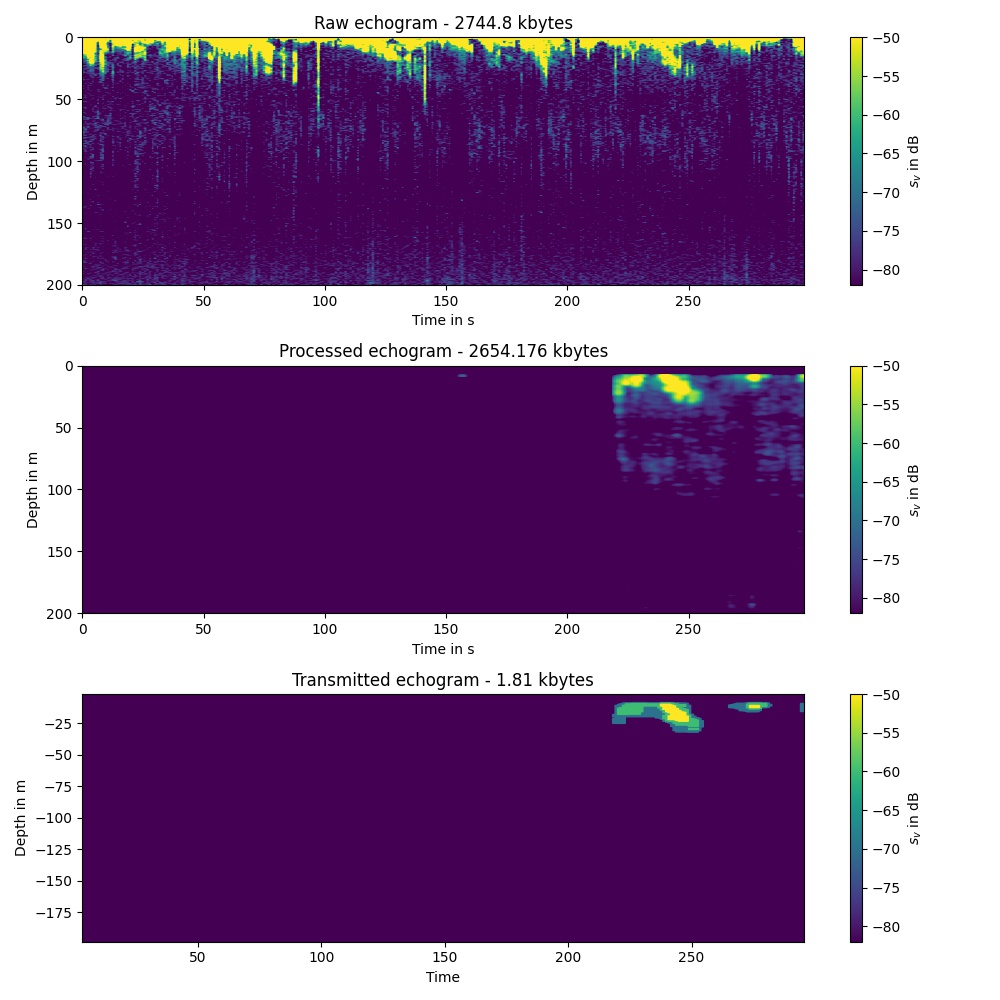 Raw echogram - 2744.8 kbytes
0
50
100
150
200
Depth in m
0 50 100 150 200 250
Time in s
−50
−55
−60
−65
−70
−75
−80
s_v in dB
Processed echogram - 2654.176 kbytes
0
50
100
150
200
Depth in m
0 50 100 150 200 250
Time in s
−50
−55
−60
−65
−70
−75
−80
s_v in dB
Transmitted echogram - 1.81 kbytes
−25
−50
−75
−100
−125
−150
−175
Depth in m
50 100 150 200 250
Time
−50
−55
−60
−65
−70
−75
−80
s_v in dB